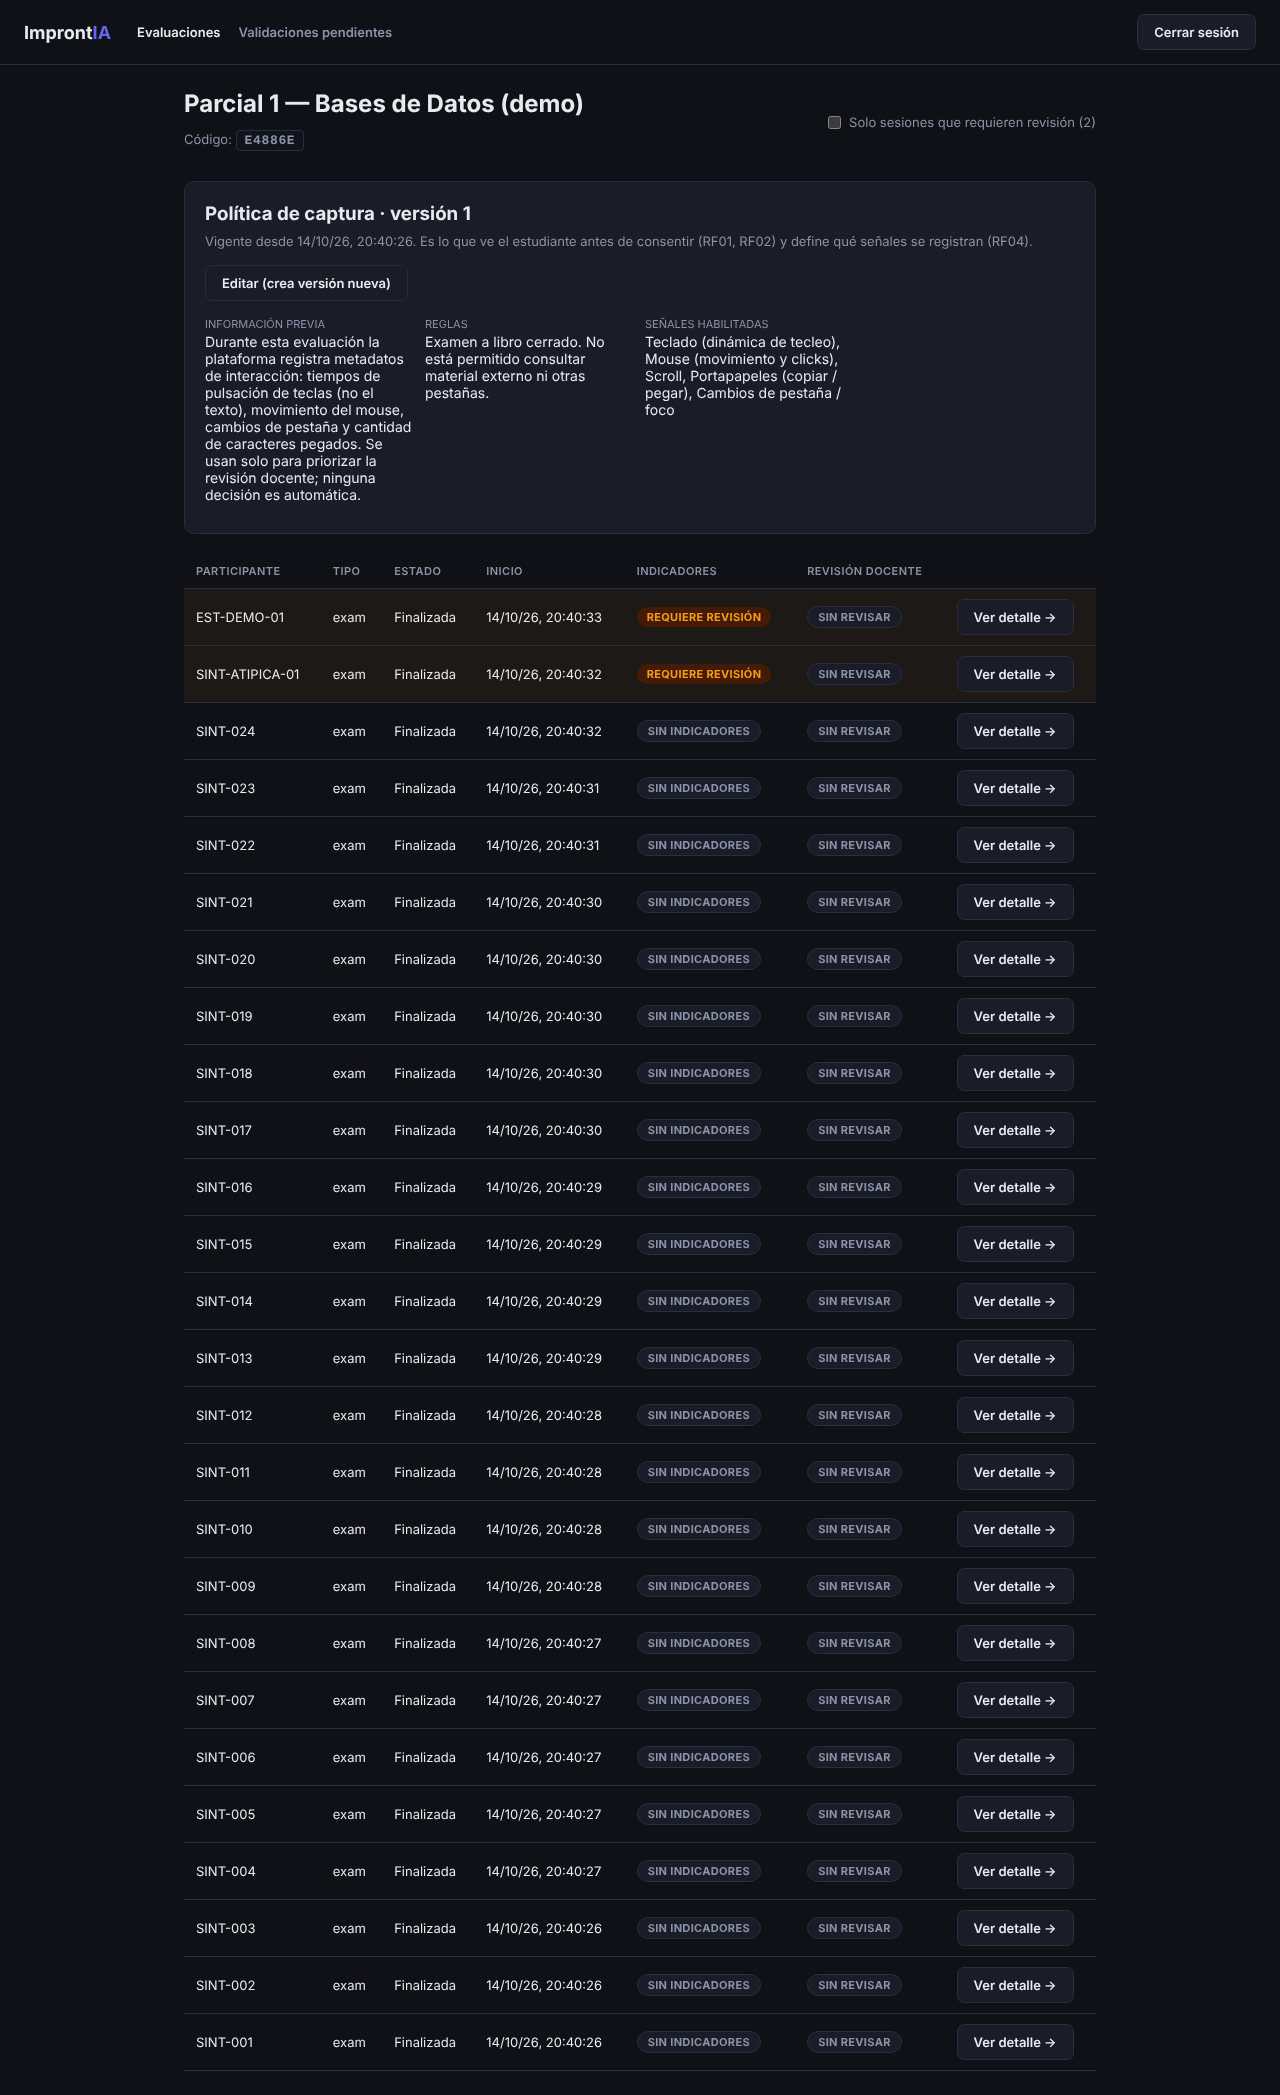 ImprontIA Evaluaciones Validaciones pendientes Cerrar sesión
Parcial 1 — Bases de Datos (demo)
Código: E4886E
Solo sesiones que requieren revisión (2)
Política de captura · versión 1
Vigente desde 14/10/26, 20:40:26. Es lo que ve el estudiante antes de consentir (RF01, RF02) y define qué señales se registran (RF04).
Editar (crea versión nueva)
INFORMACIÓN PREVIA
Durante esta evaluación la
plataforma registra metadatos
de interacción: tiempos de
pulsación de teclas (no el
texto), movimiento del mouse,
cambios de pestaña y cantidad
de caracteres pegados. Se
usan solo para priorizar la
revisión docente; ninguna
decisión es automática.
REGLAS
Examen a libro cerrado. No
está permitido consultar
material externo ni otras
pestañas.
SEÑALES HABILITADAS
Teclado (dinámica de tecleo),
Mouse (movimiento y clicks),
Scroll, Portapapeles (copiar /
pegar), Cambios de pestaña /
foco
PARTICIPANTE TIPO ESTADO INICIO INDICADORES REVISIÓN DOCENTE
EST-DEMO-01 exam Finalizada 14/10/26, 20:40:33 REQUIERE REVISIÓN SIN REVISAR Ver detalle →
SINT-ATIPICA-01 exam Finalizada 14/10/26, 20:40:32 REQUIERE REVISIÓN SIN REVISAR Ver detalle →
SINT-024 exam Finalizada 14/10/26, 20:40:32 SIN INDICADORES SIN REVISAR Ver detalle →
SINT-023 exam Finalizada 14/10/26, 20:40:31 SIN INDICADORES SIN REVISAR Ver detalle →
SINT-022 exam Finalizada 14/10/26, 20:40:31 SIN INDICADORES SIN REVISAR Ver detalle →
SINT-021 exam Finalizada 14/10/26, 20:40:30 SIN INDICADORES SIN REVISAR Ver detalle →
SINT-020 exam Finalizada 14/10/26, 20:40:30 SIN INDICADORES SIN REVISAR Ver detalle →
SINT-019 exam Finalizada 14/10/26, 20:40:30 SIN INDICADORES SIN REVISAR Ver detalle →
SINT-018 exam Finalizada 14/10/26, 20:40:30 SIN INDICADORES SIN REVISAR Ver detalle →
SINT-017 exam Finalizada 14/10/26, 20:40:30 SIN INDICADORES SIN REVISAR Ver detalle →
SINT-016 exam Finalizada 14/10/26, 20:40:29 SIN INDICADORES SIN REVISAR Ver detalle →
SINT-015 exam Finalizada 14/10/26, 20:40:29 SIN INDICADORES SIN REVISAR Ver detalle →
SINT-014 exam Finalizada 14/10/26, 20:40:29 SIN INDICADORES SIN REVISAR Ver detalle →
SINT-013 exam Finalizada 14/10/26, 20:40:29 SIN INDICADORES SIN REVISAR Ver detalle →
SINT-012 exam Finalizada 14/10/26, 20:40:28 SIN INDICADORES SIN REVISAR Ver detalle →
SINT-011 exam Finalizada 14/10/26, 20:40:28 SIN INDICADORES SIN REVISAR Ver detalle →
SINT-010 exam Finalizada 14/10/26, 20:40:28 SIN INDICADORES SIN REVISAR Ver detalle →
SINT-009 exam Finalizada 14/10/26, 20:40:28 SIN INDICADORES SIN REVISAR Ver detalle →
SINT-008 exam Finalizada 14/10/26, 20:40:27 SIN INDICADORES SIN REVISAR Ver detalle →
SINT-007 exam Finalizada 14/10/26, 20:40:27 SIN INDICADORES SIN REVISAR Ver detalle →
SINT-006 exam Finalizada 14/10/26, 20:40:27 SIN INDICADORES SIN REVISAR Ver detalle →
SINT-005 exam Finalizada 14/10/26, 20:40:27 SIN INDICADORES SIN REVISAR Ver detalle →
SINT-004 exam Finalizada 14/10/26, 20:40:27 SIN INDICADORES SIN REVISAR Ver detalle →
SINT-003 exam Finalizada 14/10/26, 20:40:26 SIN INDICADORES SIN REVISAR Ver detalle →
SINT-002 exam Finalizada 14/10/26, 20:40:26 SIN INDICADORES SIN REVISAR Ver detalle →
SINT-001 exam Finalizada 14/10/26, 20:40:26 SIN INDICADORES SIN REVISAR Ver detalle →